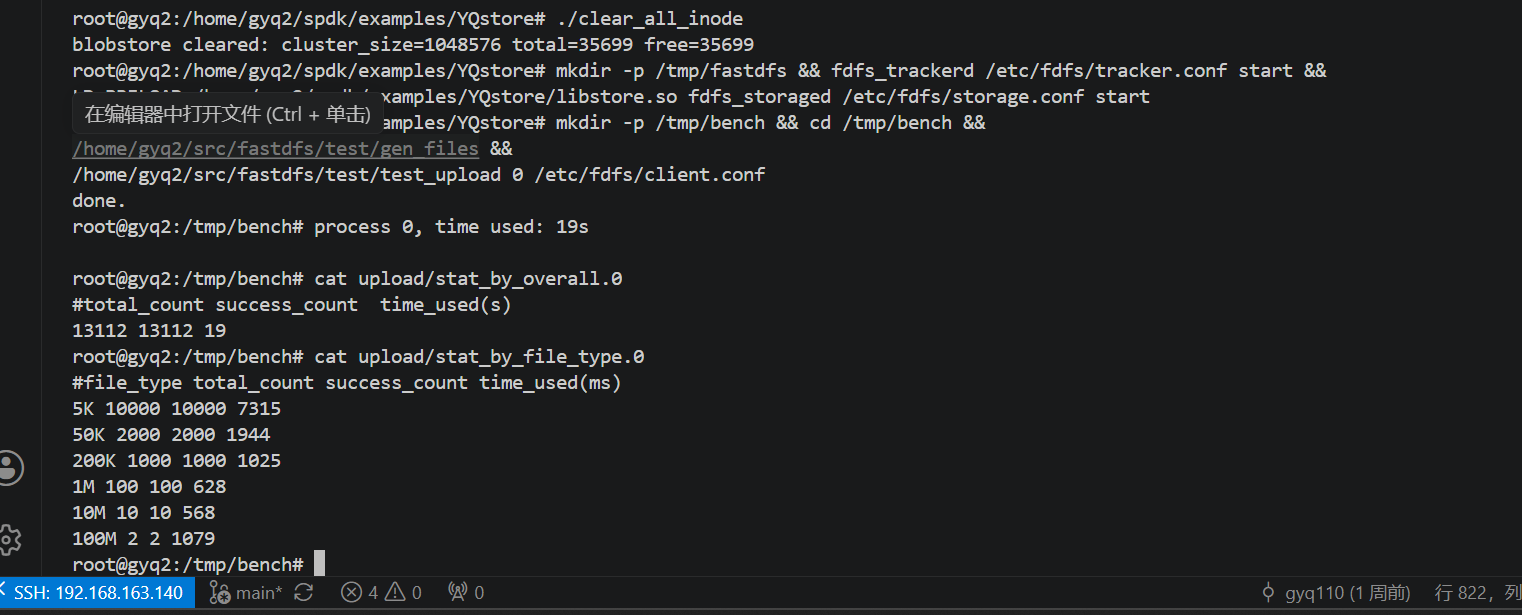 root@gyq2:/home/gyq2/spdk/examples/YQstore# ./clear_all_inode
blobstore cleared: cluster_size=1048576 total=35699 free=35699
root@gyq2:/home/gyq2/spdk/examples/YQstore# mkdir -p /tmp/fastdfs && fdfs_trackerd /etc/fdfs/tracker.conf start &&
xamples/YQstore/libstore.so fdfs_storaged /etc/fdfs/storage.conf start
在编辑器中打开文件 (Ctrl + 单击)
amples/YQstore# mkdir -p /tmp/bench && cd /tmp/bench &&
/home/gyq2/src/fastdfs/test/gen_files &&
/home/gyq2/src/fastdfs/test/test_upload 0 /etc/fdfs/client.conf
done.
root@gyq2:/tmp/bench# process 0, time used: 19s
root@gyq2:/tmp/bench# cat upload/stat_by_overall.0
#total_count success_count  time_used(s)
13112 13112 19
root@gyq2:/tmp/bench# cat upload/stat_by_file_type.0
#file_type total_count success_count time_used(ms)
5K 10000 10000 7315
50K 2000 2000 1944
200K 1000 1000 1025
1M 100 100 628
10M 10 10 568
100M 2 2 1079
root@gyq2:/tmp/bench#
SSH: 192.168.163.140 main* 4 0 0 gyq110 (1 周前) 行 822，列